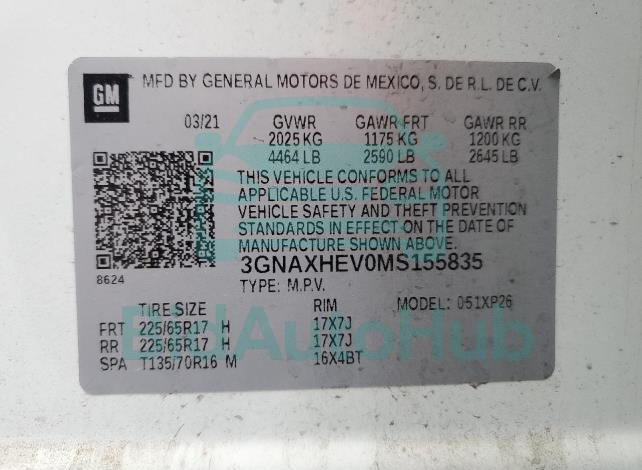 GM
MFD BY GENERAL MOTORS DE MEXICO, S. DE R.L. DE C.V.
03/21 GVWR GAWR FRT GAWR RR
2025 KG 1175 KG 1200 KG
4464 LB 2590 LB 2645 LB
THIS VEHICLE CONFORMS TO ALL
APPLICABLE U.S. FEDERAL MOTOR
VEHICLE SAFETY AND THEFT PREVENTION
STANDARDS IN EFFECT ON THE DATE OF
MANUFACTURE SHOWN ABOVE.
3GNAXHEV0MS155835
8624
TYPE: M.P.V. MODEL: 051XP26
TIRE SIZE RIM
FRT 225/65R17 H 17X7J
RR 225/65R17 H 17X7J
SPA T135/70R16 M 16X4BT
BidAutoHub